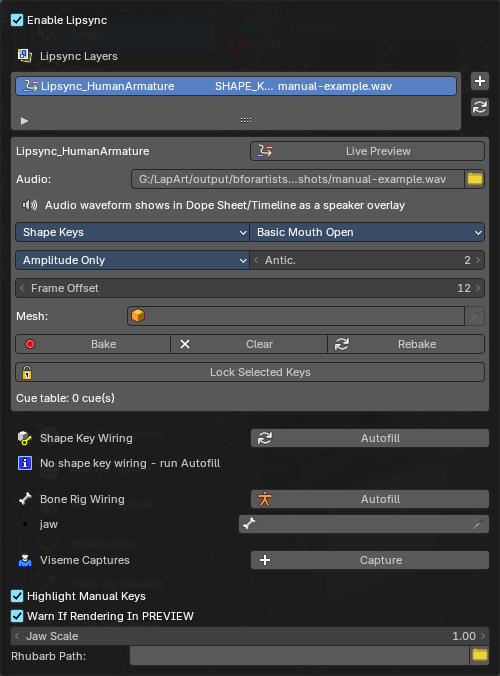 Enable Lipsync
Lipsync Layers
Lipsync_HumanArmature SHAPE_K... manual-example.wav
Lipsync_HumanArmature Live Preview
Audio: G:/LapArt/output/bforartists...shots/manual-example.wav
Audio waveform shows in Dope Sheet/Timeline as a speaker overlay
Shape Keys Basic Mouth Open
Amplitude Only Antic. 2
Frame Offset 12
Mesh:
Bake Clear Rebake
Lock Selected Keys
Cue table: 0 cue(s)
Shape Key Wiring Autofill
No shape key wiring - run Autofill
Bone Rig Wiring Autofill
jaw
Viseme Captures Capture
Highlight Manual Keys
Warn If Rendering In PREVIEW
Jaw Scale 1.00
Rhubarb Path: